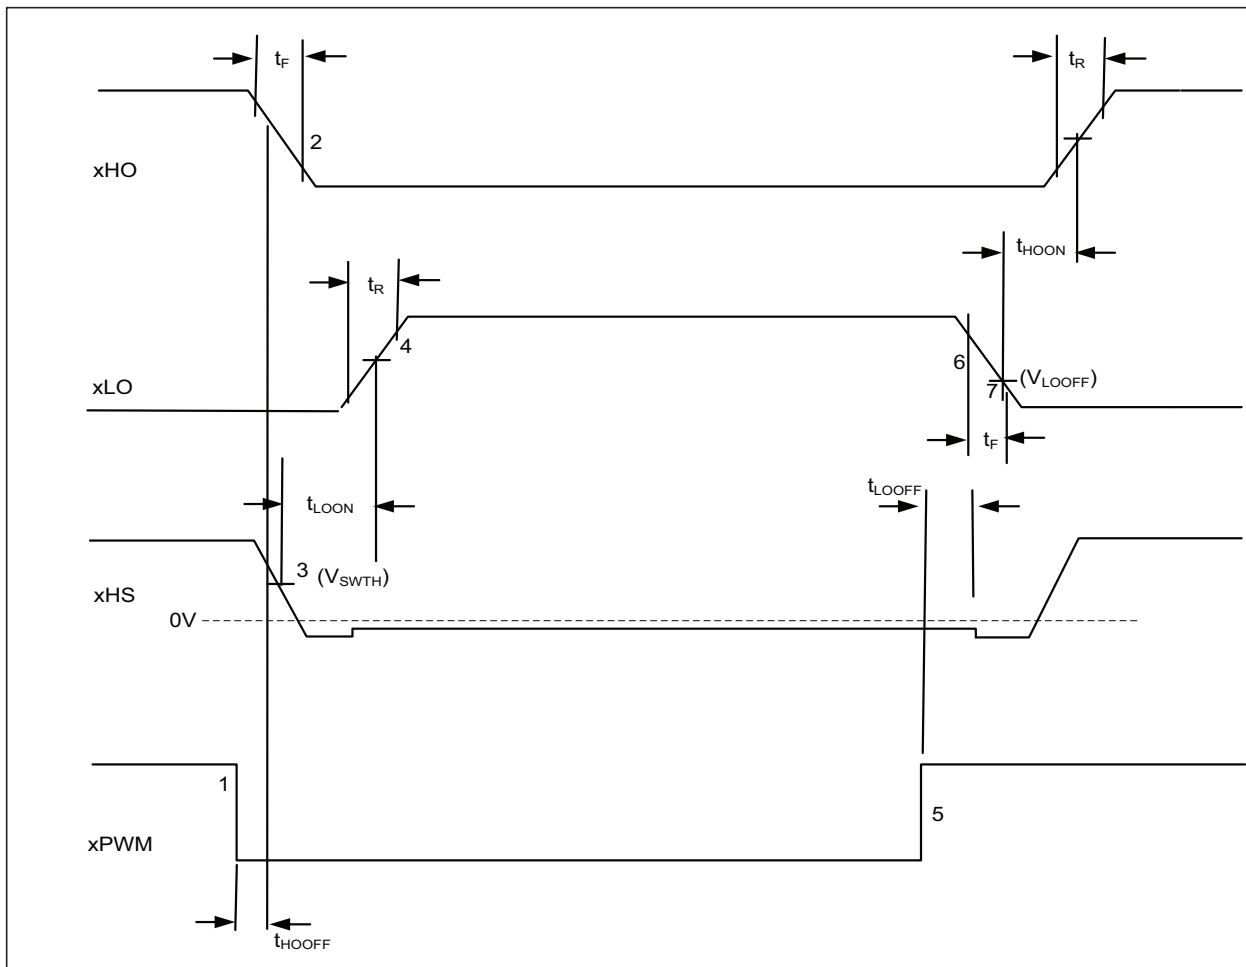 tF
tR
2
xHO
tHOON
tR
4
6
7 (VLOOFF)
xLO
tF
tLOOFF
tLOON
3 (VSWTH)
xHS
0V
1
5
xPWM
tHOOFF